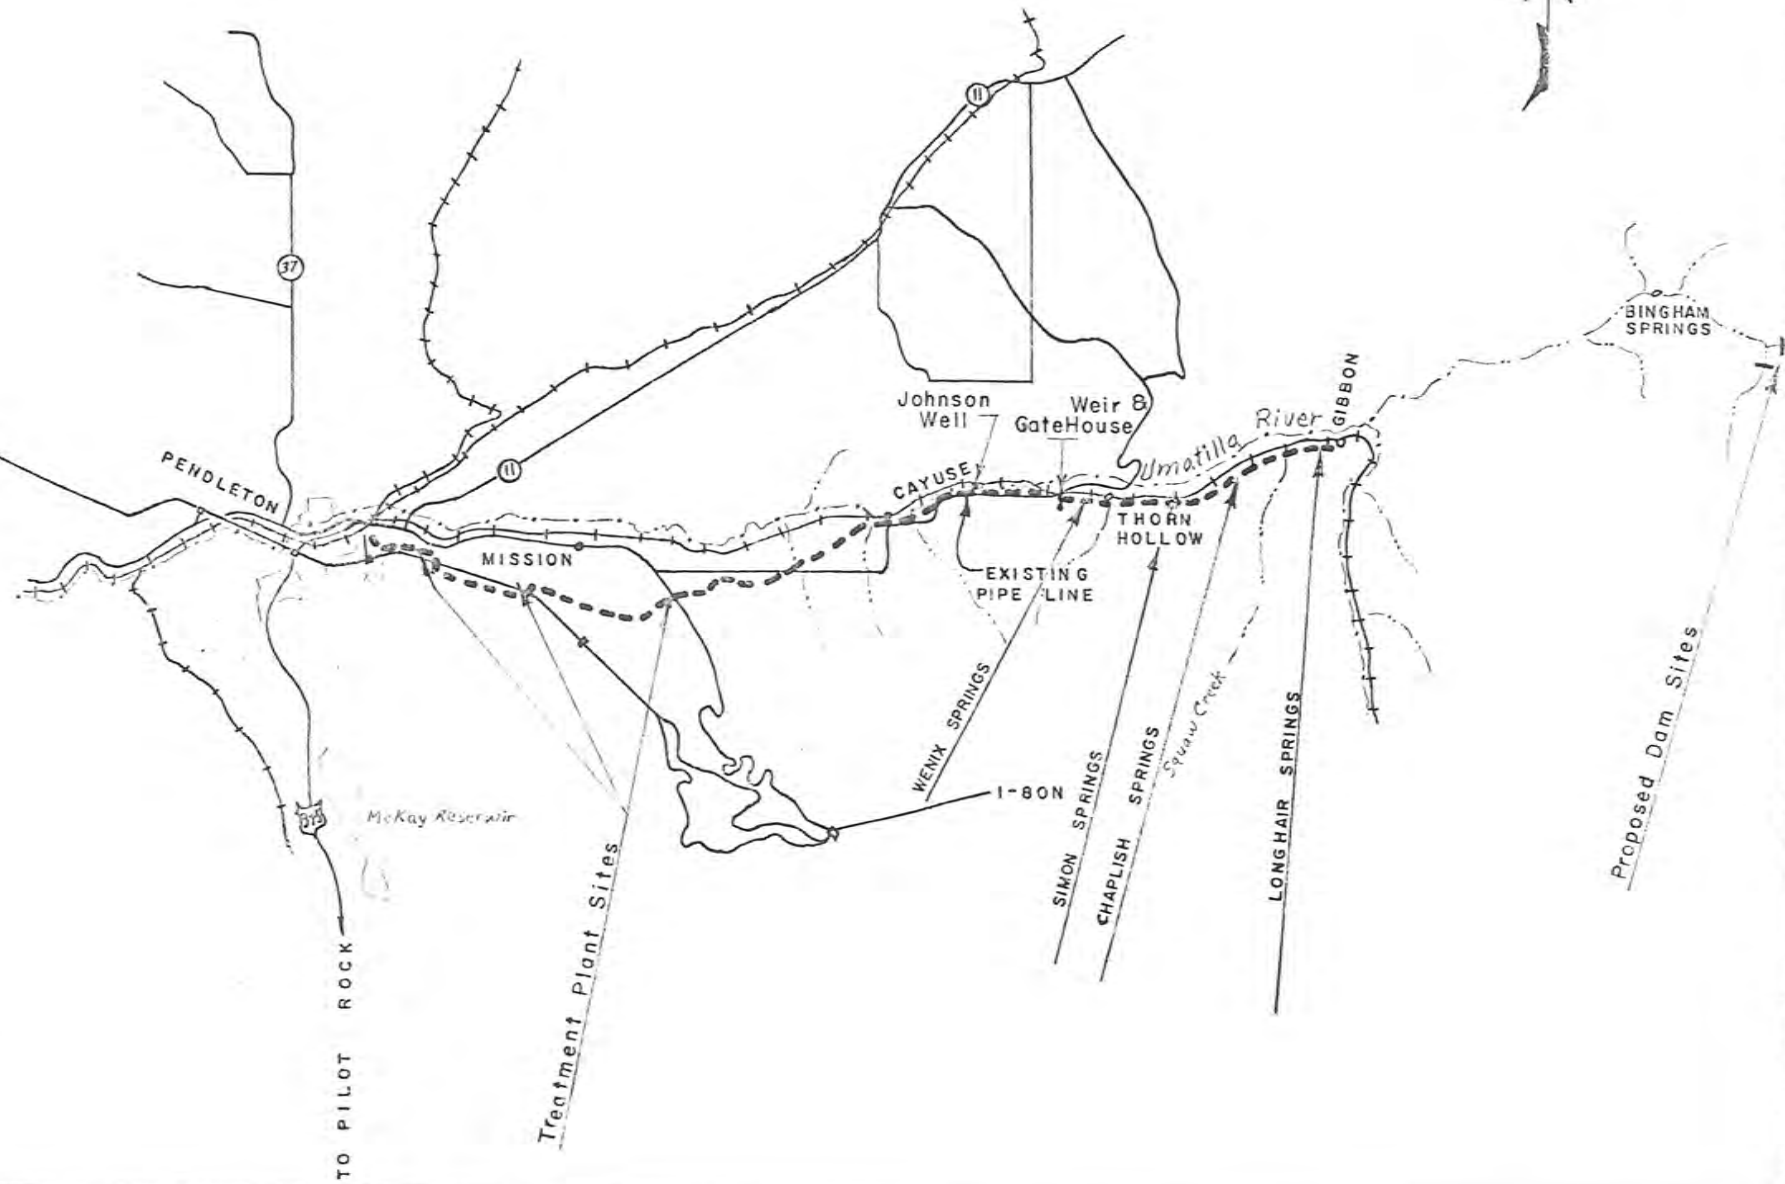 11
37
BINGHAM
SPRINGS
GIBBON
Johnson
Well
Weir &
GateHouse
Umatilla River
PENDLETON
11
CAYUSE
THORN
HOLLOW
MISSION
EXISTING
PIPE LINE
WENIX SPRINGS
SIMON SPRINGS
CHAPLISH SPRINGS
Squaw Creek
LONGHAIR SPRINGS
Proposed Dam Sites
I-80N
395
McKay Reservoir
Treatment Plant Sites
TO PILOT ROCK